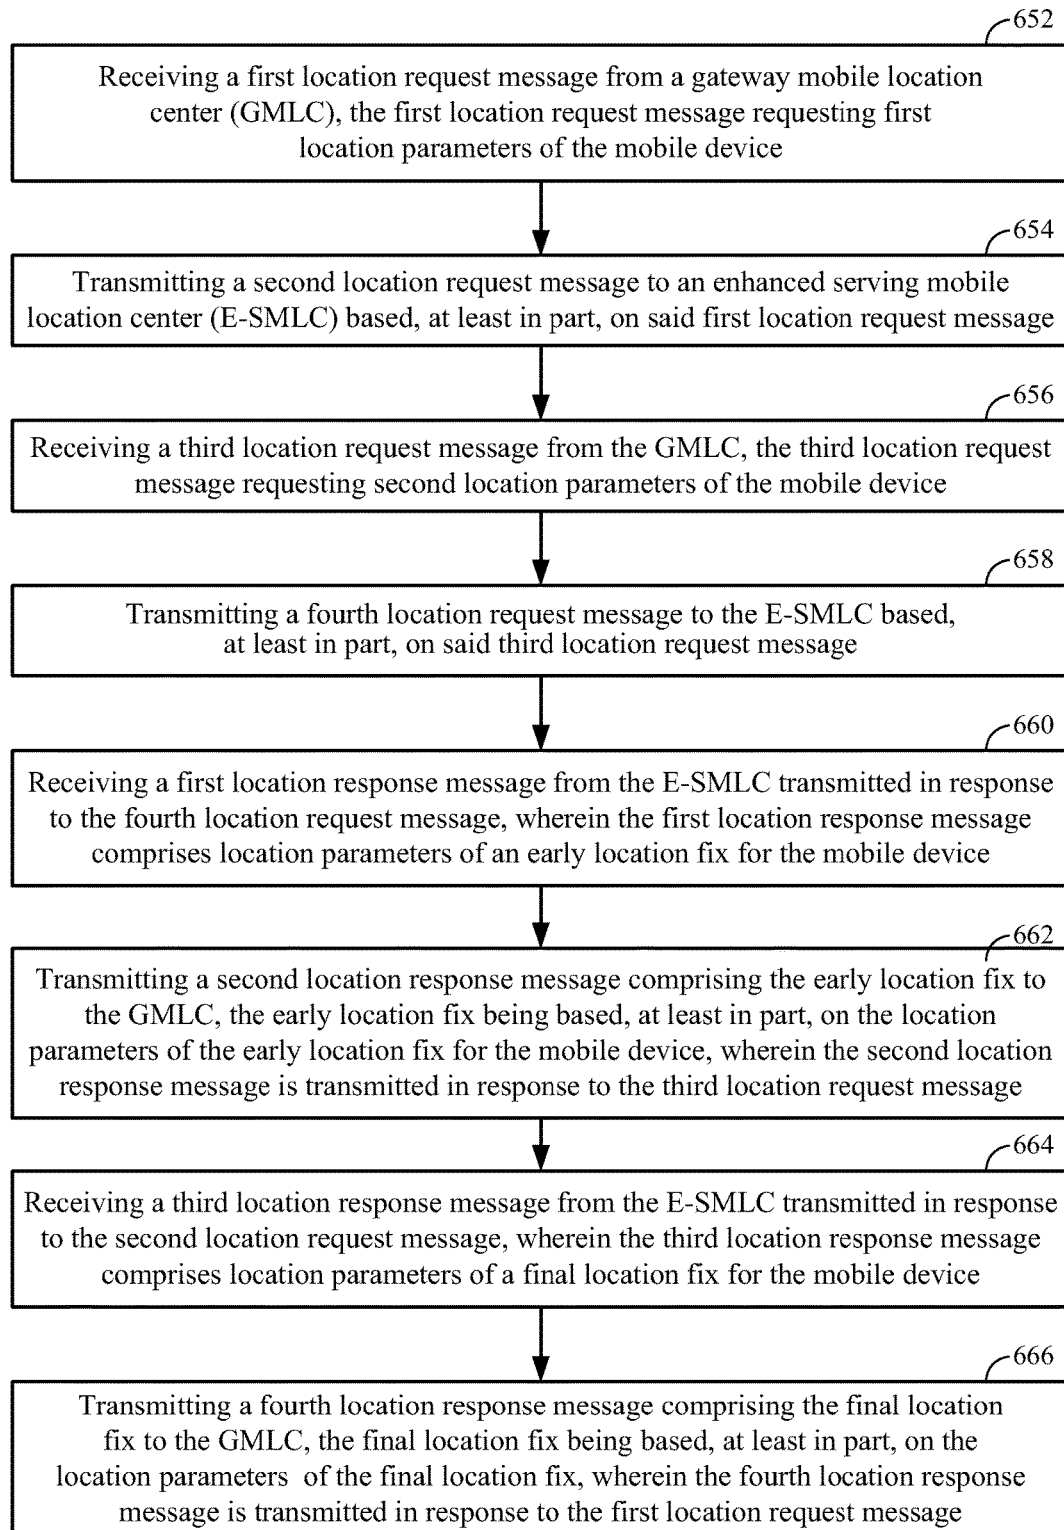 652
Receiving a first location request message from a gateway mobile location
center (GMLC), the first location request message requesting first
location parameters of the mobile device
654
Transmitting a second location request message to an enhanced serving mobile
location center (E-SMLC) based, at least in part, on said first location request message
656
Receiving a third location request message from the GMLC, the third location request
message requesting second location parameters of the mobile device
658
Transmitting a fourth location request message to the E-SMLC based,
at least in part, on said third location request message
660
Receiving a first location response message from the E-SMLC transmitted in response
to the fourth location request message, wherein the first location response message
comprises location parameters of an early location fix for the mobile device
662
Transmitting a second location response message comprising the early location fix to
the GMLC, the early location fix being based, at least in part, on the location
parameters of the early location fix for the mobile device, wherein the second location
response message is transmitted in response to the third location request message
664
Receiving a third location response message from the E-SMLC transmitted in response
to the second location request message, wherein the third location response message
comprises location parameters of a final location fix for the mobile device
666
Transmitting a fourth location response message comprising the final location
fix to the GMLC, the final location fix being based, at least in part, on the
location parameters of the final location fix, wherein the fourth location response
message is transmitted in response to the first location request message